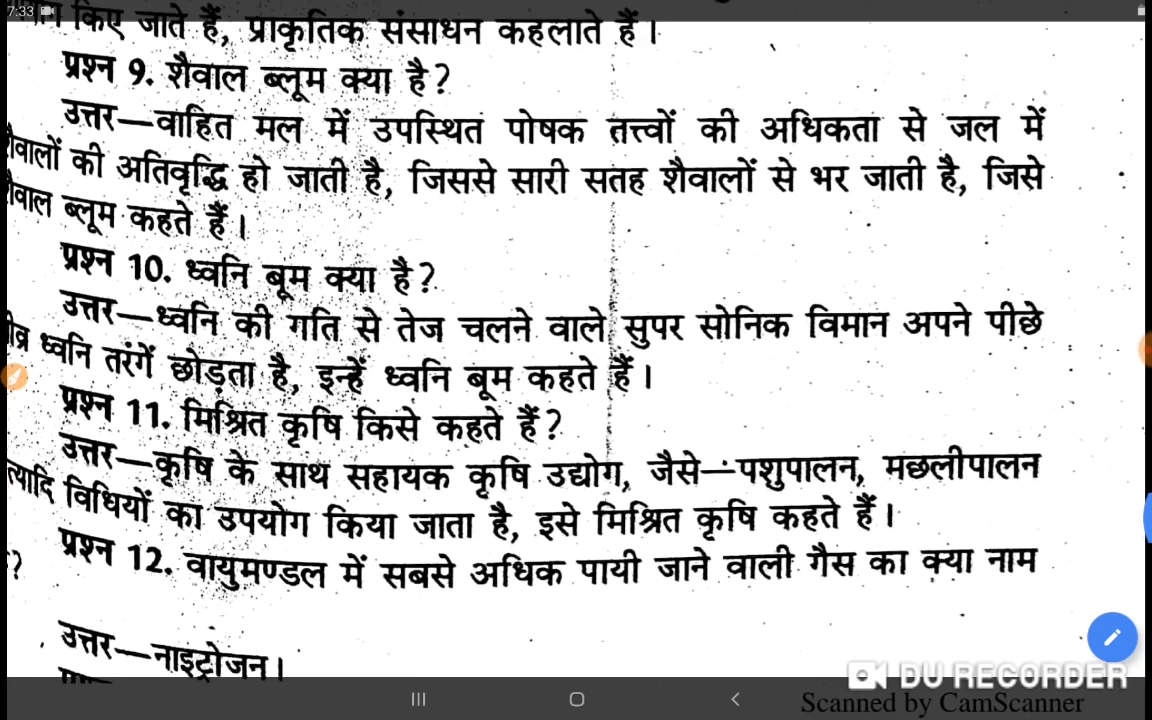 7:33
किए जाते हैं, प्राकृतिक संसाधन कहलाते हैं।
प्रश्न 9. शैवाल ब्लूम क्या है?
उत्तर—वाहित मल में उपस्थित पोषक तत्त्वों की अधिकता से जल में
शैवालों की अतिवृद्धि हो जाती है, जिससे सारी सतह शैवालों से भर जाती है, जिसे
शैवाल ब्लूम कहते हैं।
प्रश्न 10. ध्वनि बूम क्या है?
उत्तर—ध्वनि की गति से तेज चलने वाले सुपर सोनिक विमान अपने पीछे
तीव्र ध्वनि तरंगें छोड़ता है, इन्हें ध्वनि बूम कहते हैं।
प्रश्न 11. मिश्रित कृषि किसे कहते हैं?
उत्तर—कृषि के साथ सहायक कृषि उद्योग, जैसे—पशुपालन, मछलीपालन
त्यादि विधियों का उपयोग किया जाता है, इसे मिश्रित कृषि कहते हैं।
प्रश्न 12. वायुमण्डल में सबसे अधिक पायी जाने वाली गैस का क्या नाम
?
उत्तर—नाइट्रोजन।
DU RECORDER
Scanned by CamScanner